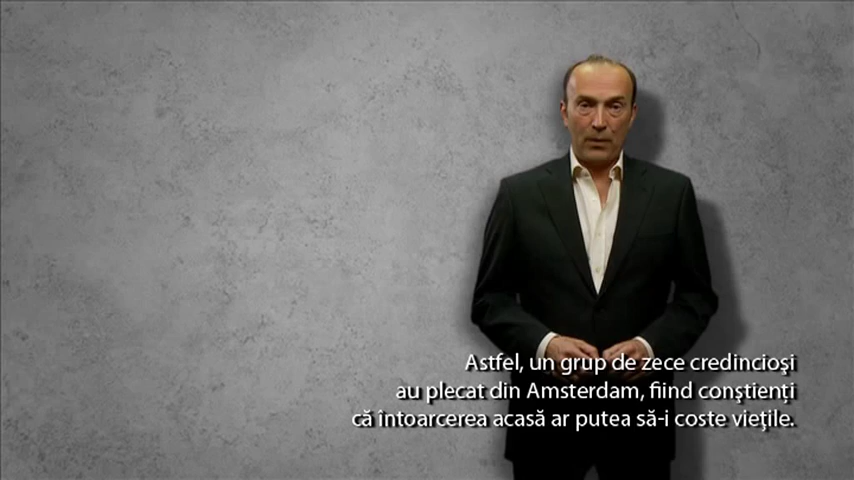 Astfel, un grup de zece credincioşi
au plecat din Amsterdam, fiind conştienţi
că întoarcerea acasă ar putea să-i coste vieţile.